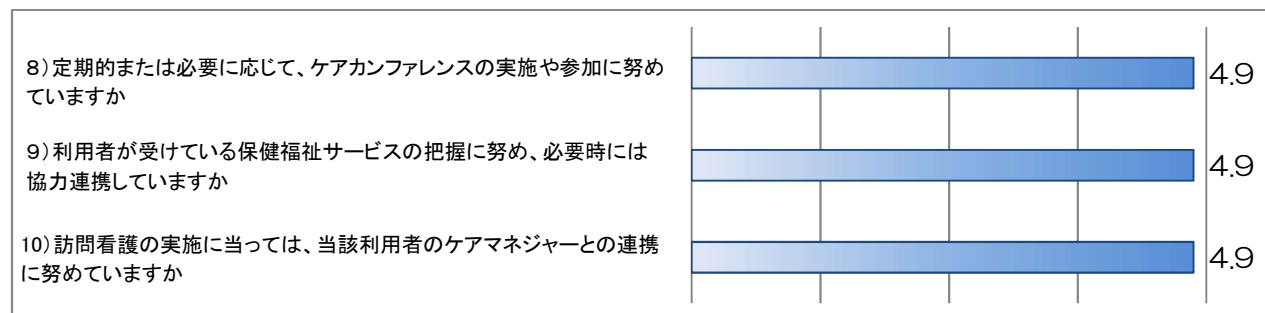 ８）定期的または必要に応じて、ケアカンファレンスの実施や参加に努め
ていますか
4.9
９）利用者が受けている保健福祉サービスの把握に努め、必要時には
協力連携していますか
4.9
10）訪問看護の実施に当っては、当該利用者のケアマネジャーとの連携
に努めていますか
4.9